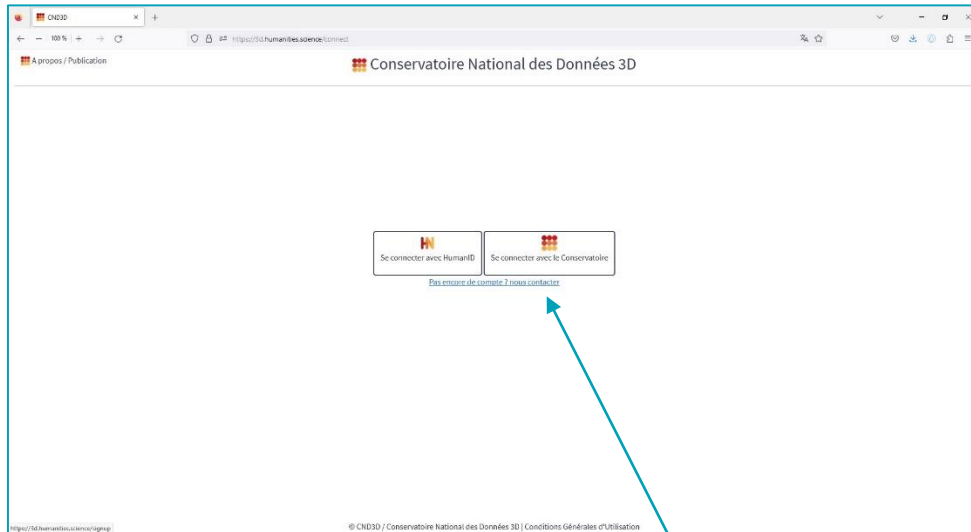 CND3D
100 %
https://3d.humanities.science/connect
A propos / Publication
Conservatoire National des Données 3D
HN
Se connecter avec HumanID
Se connecter avec le Conservatoire
Pas encore de compte ? nous contacter
https://3d.humanities.science/signup
© CND3D / Conservatoire National des Données 3D | Conditions Générales d'Utilisation